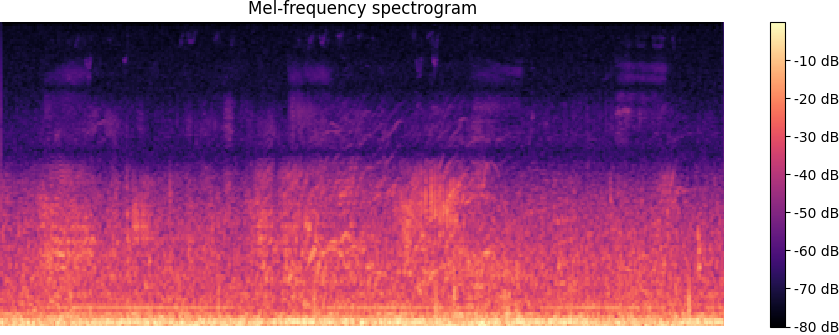 Mel-frequency spectrogram
-10 dB
-20 dB
-30 dB
-40 dB
-50 dB
-60 dB
-70 dB
-80 dB